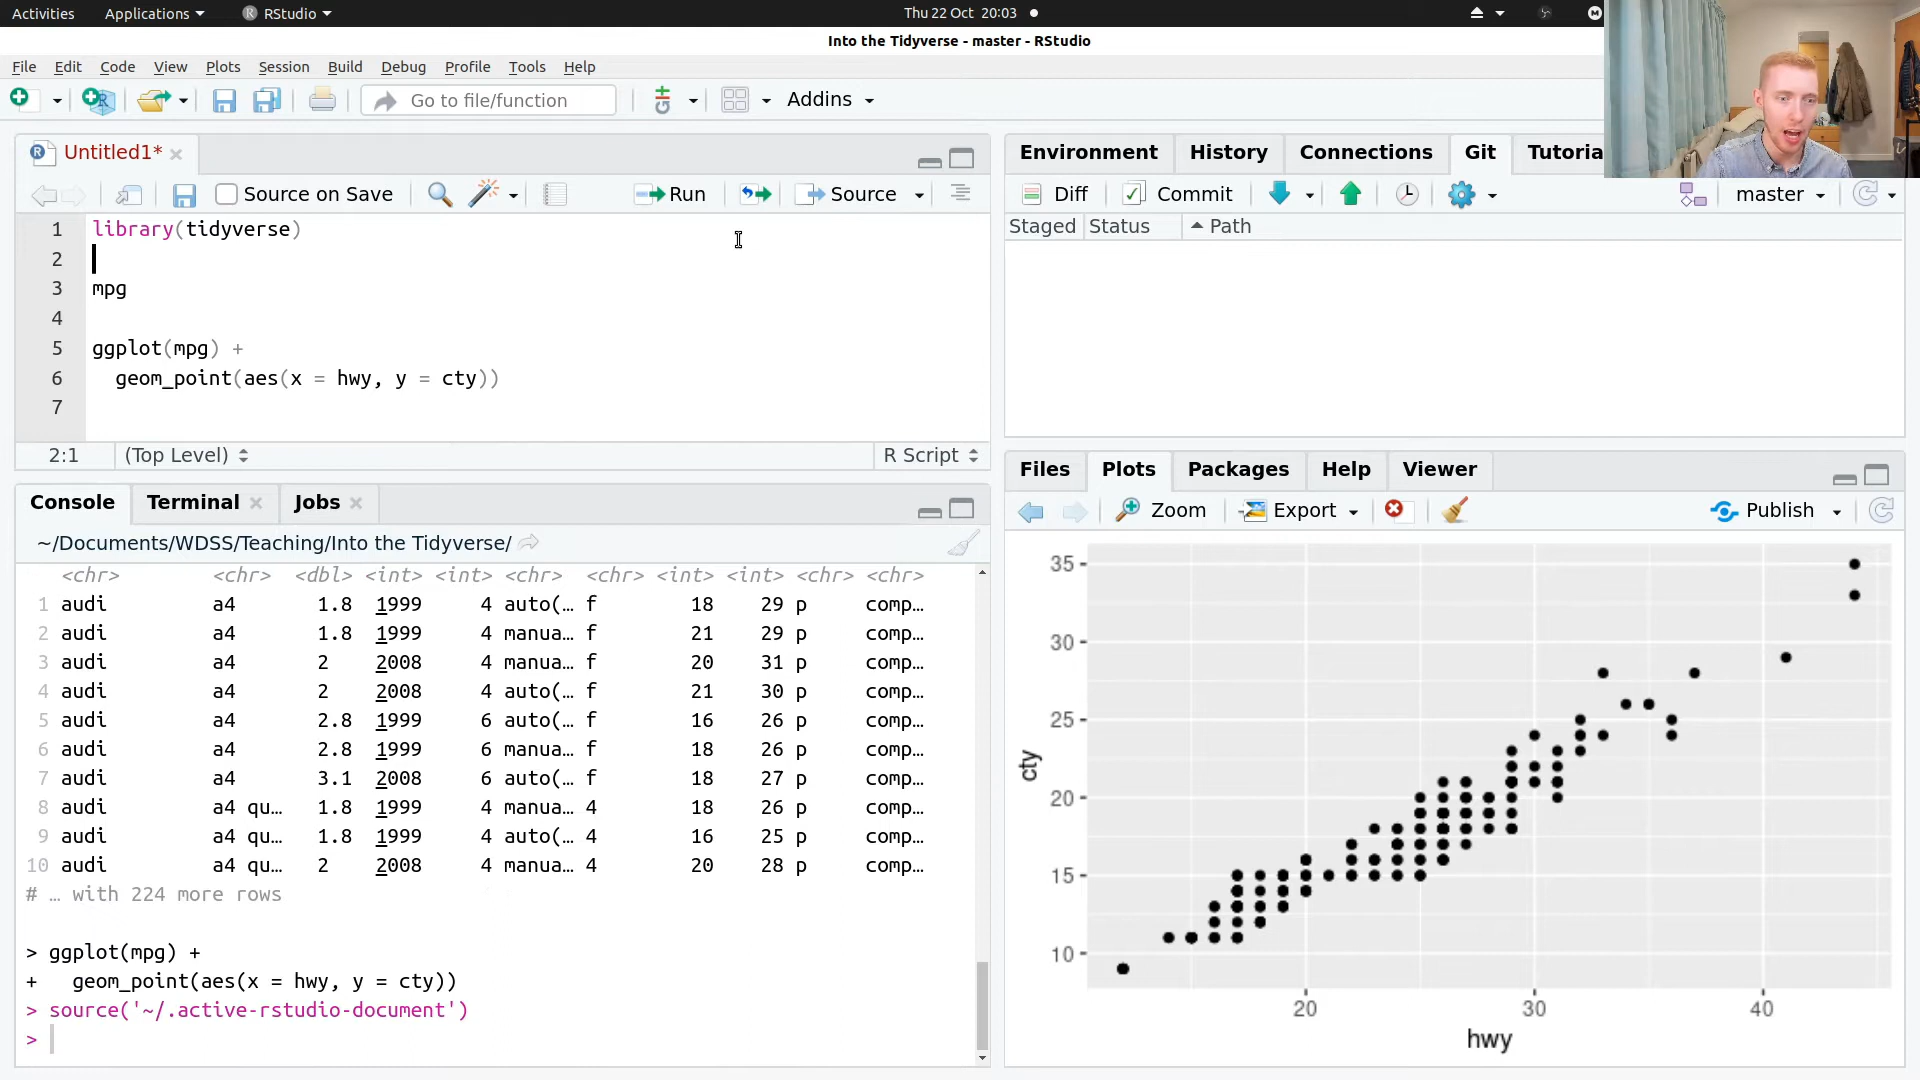 Activities Applications RStudio Thu 22 Oct 20:03
Into the Tidyverse - master - RStudio
File Edit Code View Plots Session Build Debug Profile Tools Help
Go to file/function Addins
Untitled1*
Source on Save Run Source
1 library(tidyverse)
2
3 mpg
4
5 ggplot(mpg) +
6 geom_point(aes(x = hwy, y = cty))
7
2:1 (Top Level) R Script
Console Terminal Jobs
~/Documents/WDSS/Teaching/Into the Tidyverse/
<chr> <chr> <dbl> <int> <int> <chr> <chr> <int> <int> <chr> <chr>
1 audi a4 1.8 1999 4 auto(… f 18 29 p comp…
2 audi a4 1.8 1999 4 manua… f 21 29 p comp…
3 audi a4 2 2008 4 manua… f 20 31 p comp…
4 audi a4 2 2008 4 auto(… f 21 30 p comp…
5 audi a4 2.8 1999 6 auto(… f 16 26 p comp…
6 audi a4 2.8 1999 6 manua… f 18 26 p comp…
7 audi a4 3.1 2008 6 auto(… f 18 27 p comp…
8 audi a4 qu… 1.8 1999 4 manua… 4 18 26 p comp…
9 audi a4 qu… 1.8 1999 4 auto(… 4 16 25 p comp…
10 audi a4 qu… 2 2008 4 manua… 4 20 28 p comp…
# … with 224 more rows
> ggplot(mpg) +
+ geom_point(aes(x = hwy, y = cty))
> source('~/.active-rstudio-document')
>
Environment History Connections Git Tutoria
Diff Commit master
Staged Status Path
Files Plots Packages Help Viewer
Zoom Export Publish
35
30
25
20
15
10
cty
20 30 40
hwy